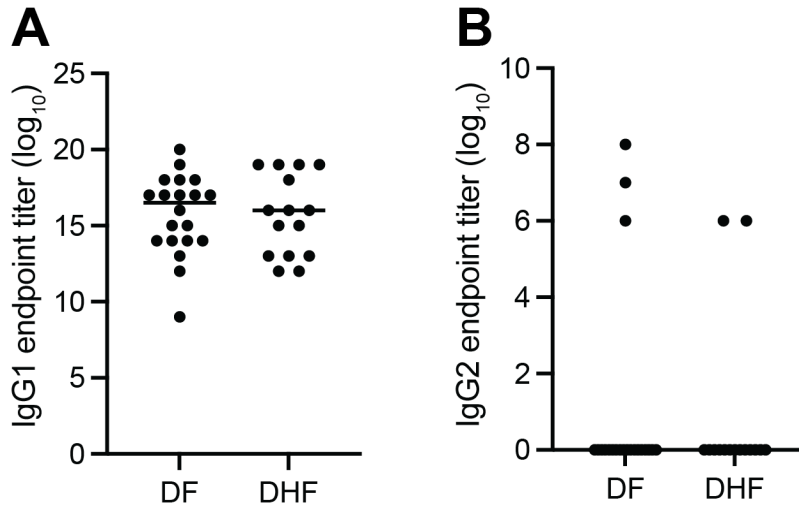 A
IgG1 endpoint titer (log10)
25
20
15
10
5
0
DF DHF
B
IgG2 endpoint titer (log10)
10
8
6
4
2
0
DF DHF